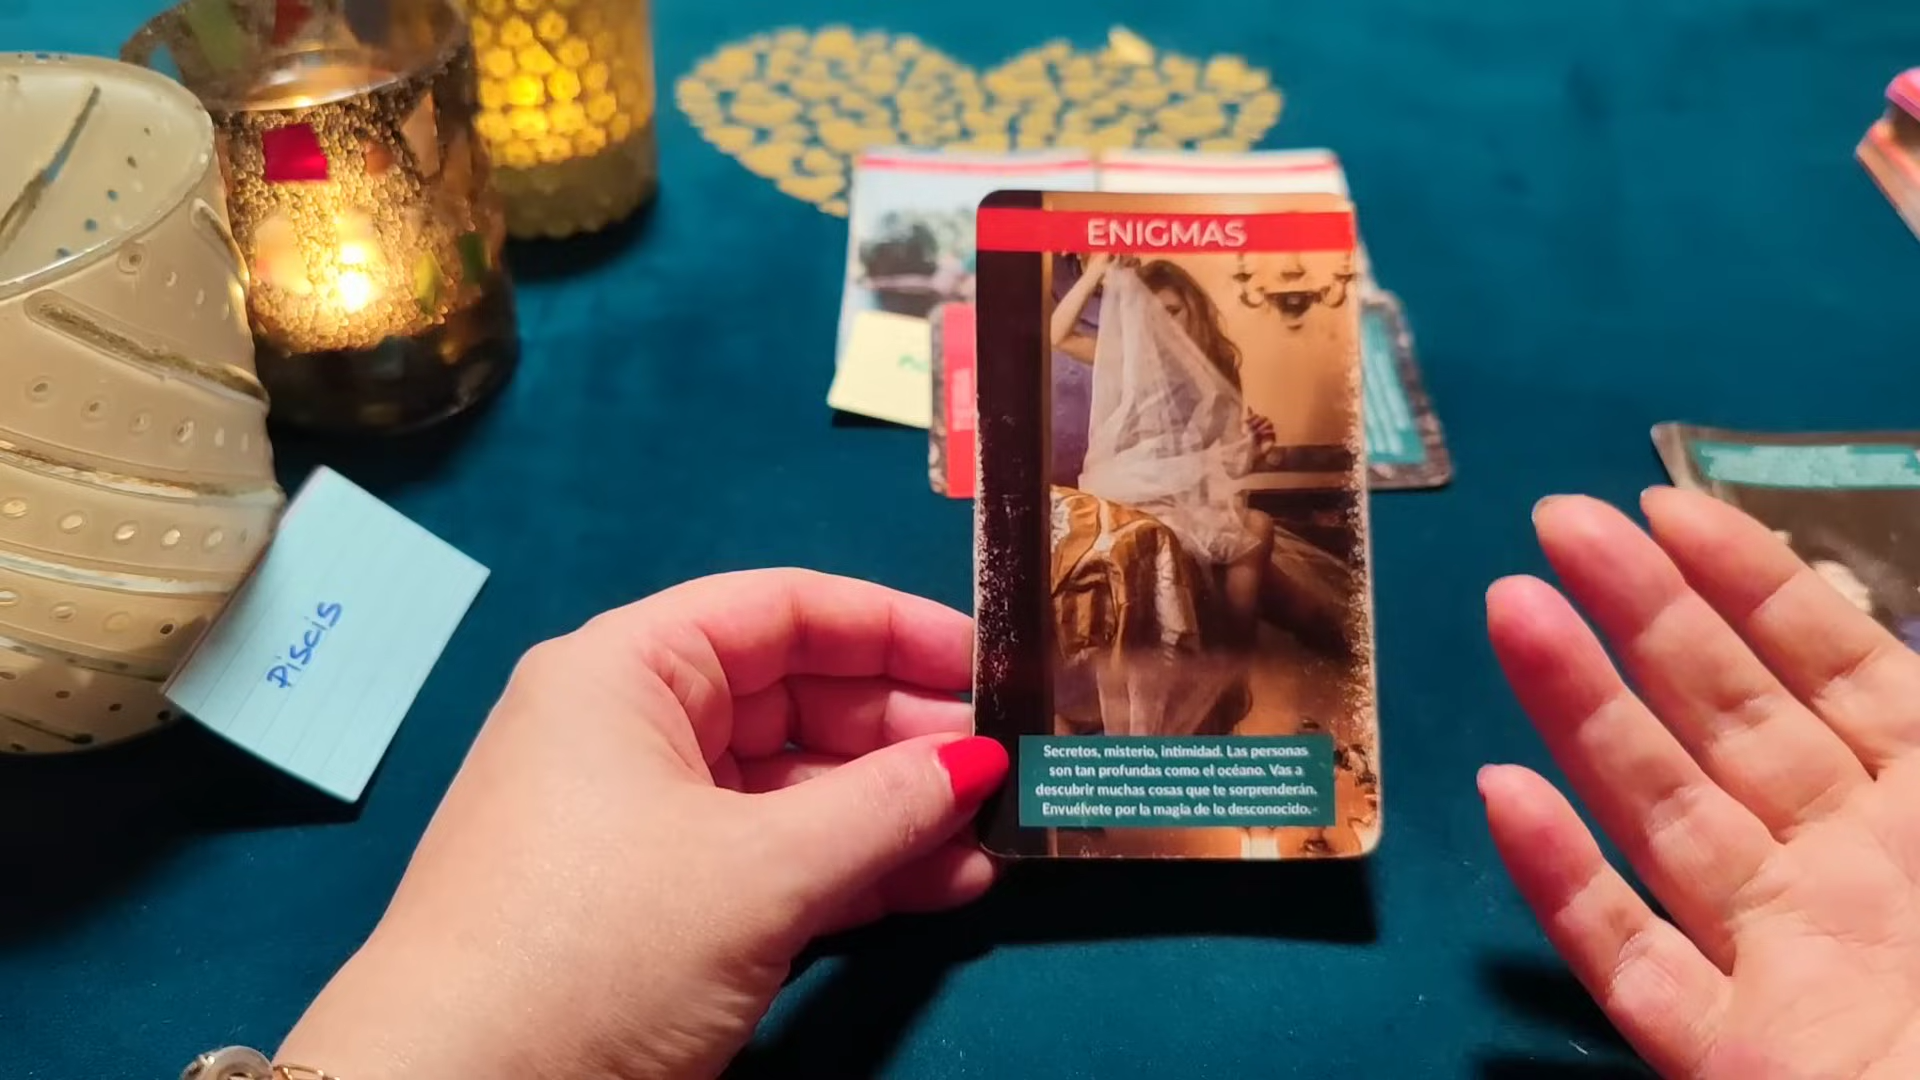 ENIGMAS
Piscis
Secretos, misterio, intimidad. Las personas
son tan profundas como el océano. Vas a
descubrir muchas cosas que te sorprenderán.
Envuélvete por la magia de lo desconocido.